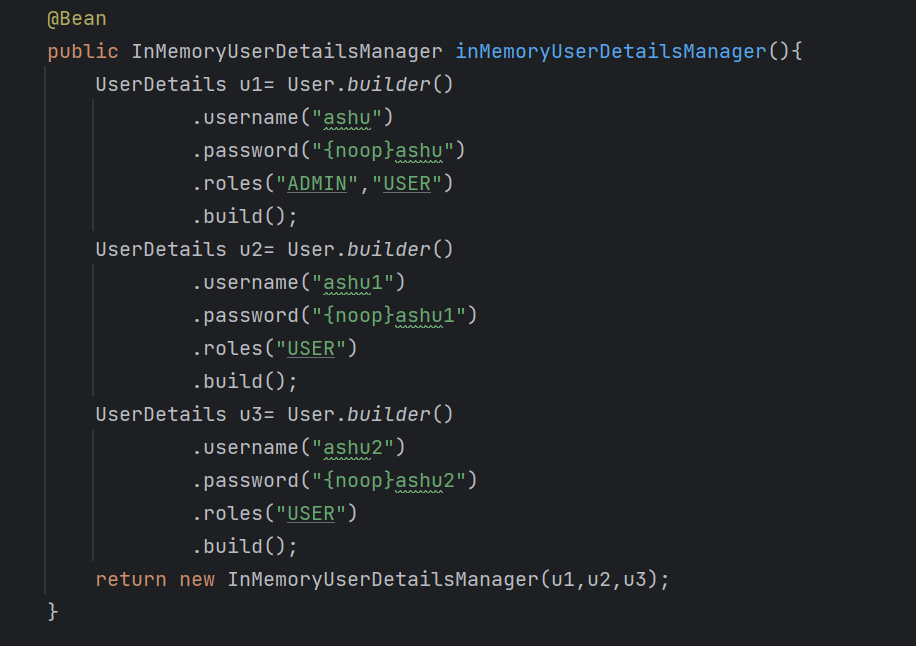 @Bean
public InMemoryUserDetailsManager inMemoryUserDetailsManager(){
    UserDetails u1= User.builder()
            .username("ashu")
            .password("{noop}ashu")
            .roles("ADMIN","USER")
            .build();
    UserDetails u2= User.builder()
            .username("ashu1")
            .password("{noop}ashu1")
            .roles("USER")
            .build();
    UserDetails u3= User.builder()
            .username("ashu2")
            .password("{noop}ashu2")
            .roles("USER")
            .build();
    return new InMemoryUserDetailsManager(u1,u2,u3);
}